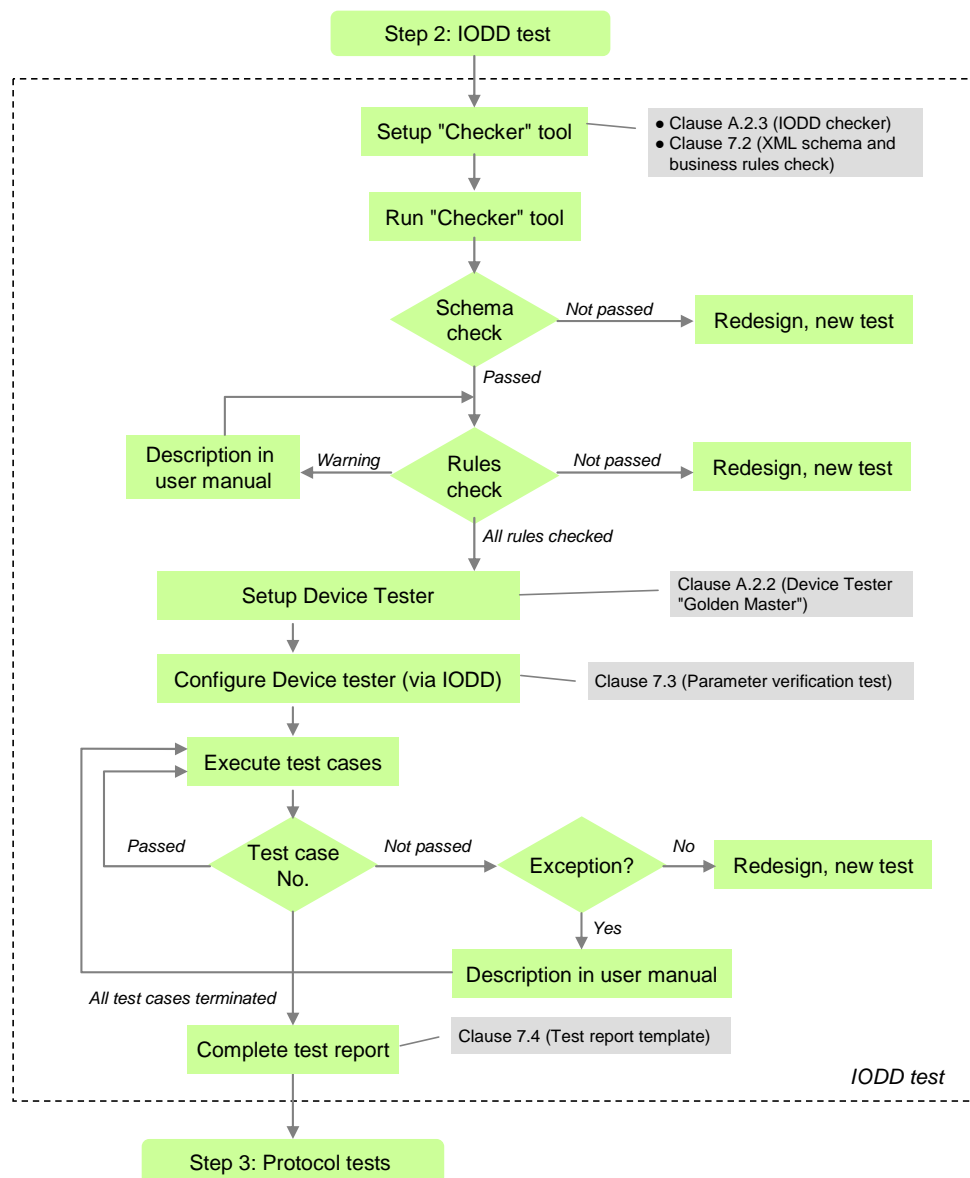 Step 2: IODD test
Setup "Checker" tool
● Clause A.2.3 (IODD checker)
● Clause 7.2 (XML schema and
business rules check)
Run "Checker" tool
Schema
check
Not passed
Redesign, new test
Passed
Description in
user manual
Warning
Rules
check
Not passed
Redesign, new test
All rules checked
Setup Device Tester
Clause A.2.2 (Device Tester
"Golden Master")
Configure Device tester (via IODD)
Clause 7.3 (Parameter verification test)
Execute test cases
Passed
Test case
No.
Not passed
Exception?
No
Redesign, new test
Yes
Description in user manual
All test cases terminated
Complete test report
Clause 7.4 (Test report template)
IODD test
Step 3: Protocol tests